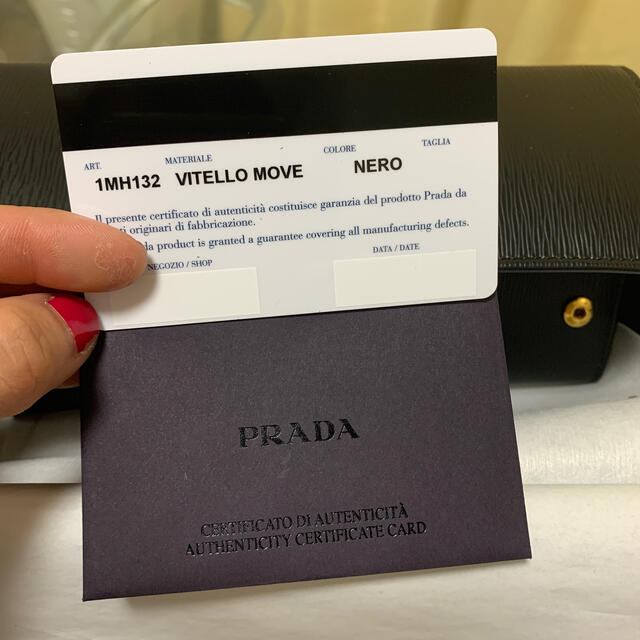 ART. MATERIALE COLORE TAGLIA
1MH132 VITELLO MOVE NERO
Il presente certificato di autenticità costituisce garanzia del prodotto Prada da
ti originari di fabbricazione.
da product is granted a guarantee covering all manufacturing defects.
NEGOZIO / SHOP DATA / DATE
PRADA
CERTIFICATO DI AUTENTICITÀ
AUTHENTICITY CERTIFICATE CARD